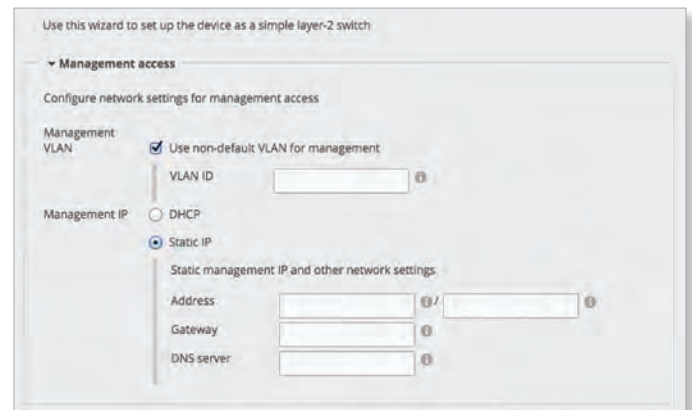 Use this wizard to set up the device as a simple layer-2 switch
Management access
Configure network settings for management access
Management
VLAN
Use non-default VLAN for management
VLAN ID
Management IP
DHCP
Static IP
Static management IP and other network settings
Address
/
Gateway
DNS server